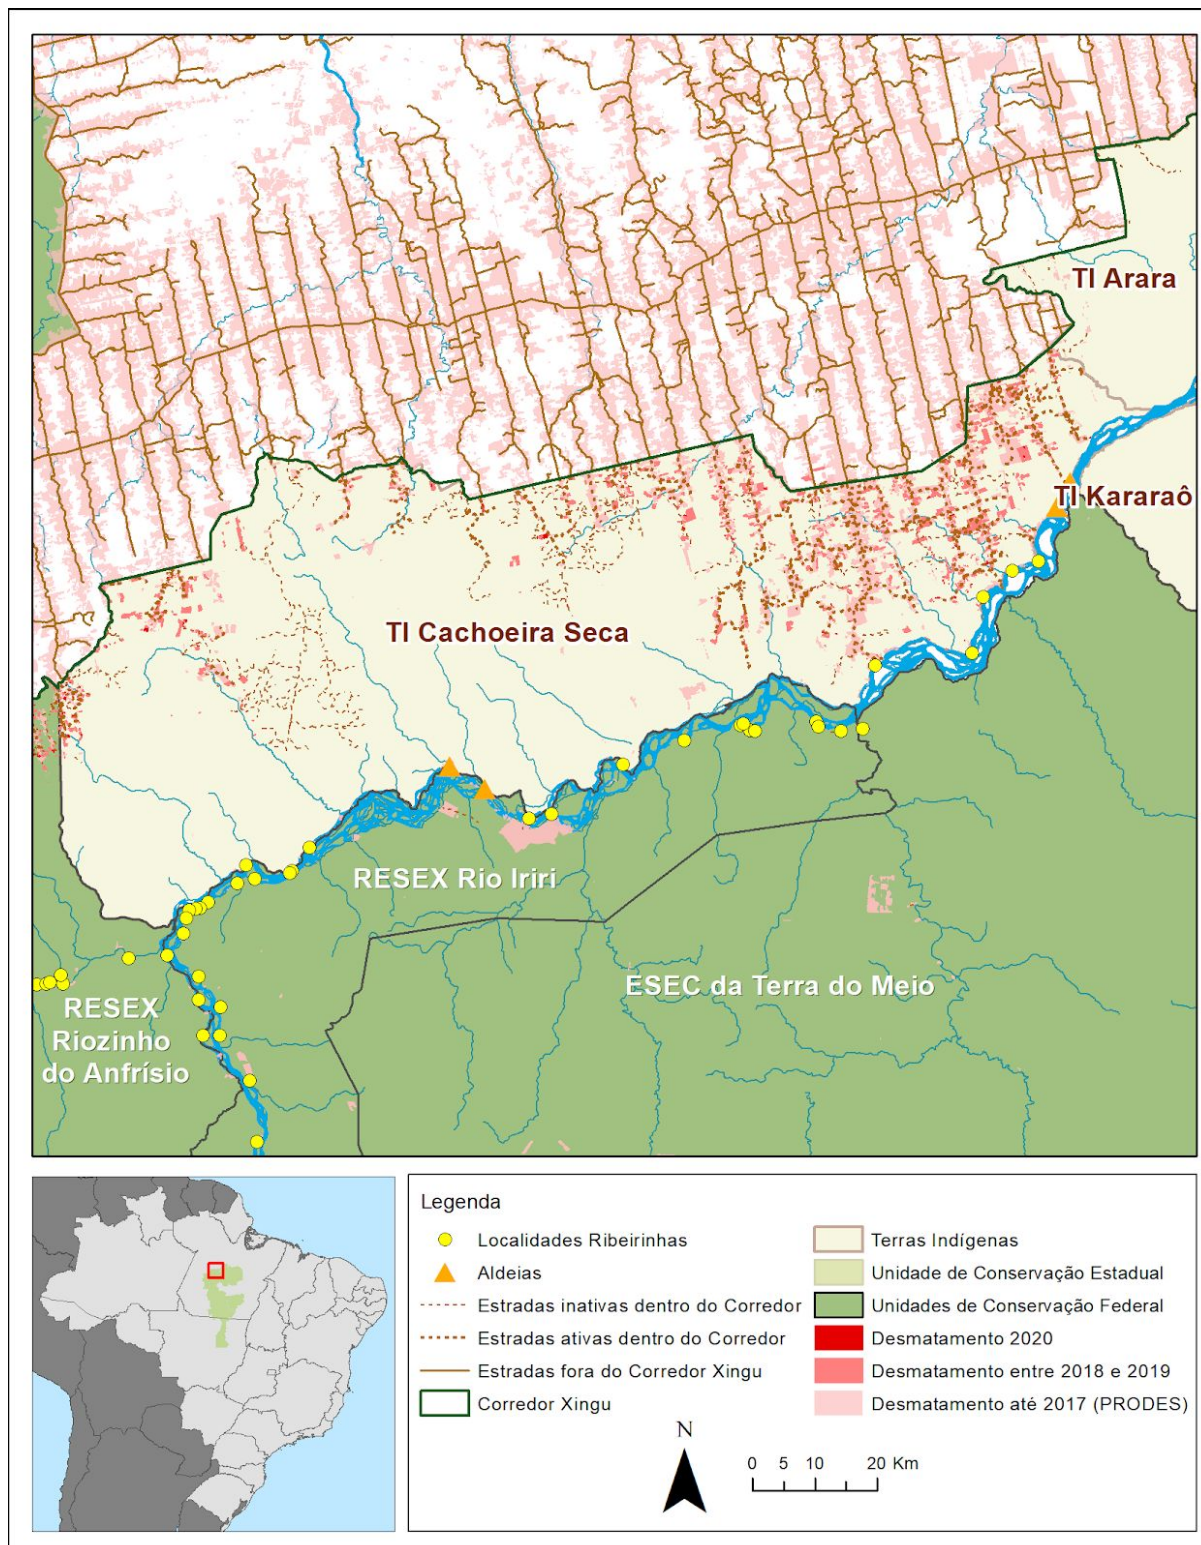 TI Arara
TI Kararaô
TI Cachoeira Seca
RESEX Rio Iriri
ESEC da Terra do Meio
RESEX
Riozinho
do Anfrísio
Legenda
Localidades Ribeirinhas
Aldeias
Estradas inativas dentro do Corredor
Estradas ativas dentro do Corredor
Estradas fora do Corredor Xingu
Corredor Xingu
Terras Indígenas
Unidade de Conservação Estadual
Unidades de Conservação Federal
Desmatamento 2020
Desmatamento entre 2018 e 2019
Desmatamento até 2017 (PRODES)
N
0 5 10 20 Km